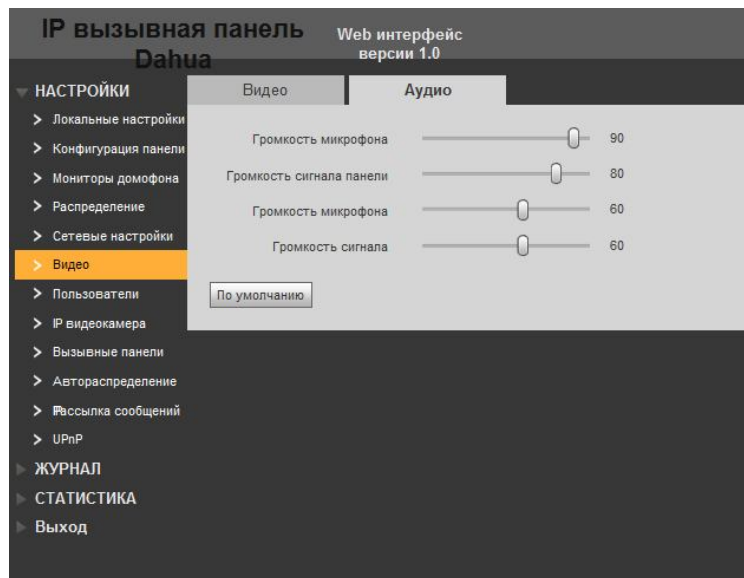 IP вызывная панель
Dahua
Web интерфейс
версии 1.0
НАСТРОЙКИ
Локальные настройки
Конфигурация панели
Мониторы домофона
Распределение
Сетевые настройки
Видео
Пользователи
IP видеокамера
Вызывные панели
Автораспределение
Рассылка сообщений
UPnP
ЖУРНАЛ
СТАТИСТИКА
Выход
Видео
Аудио
Громкость микрофона 90
Громкость сигнала панели 80
Громкость микрофона 60
Громкость сигнала 60
По умолчанию